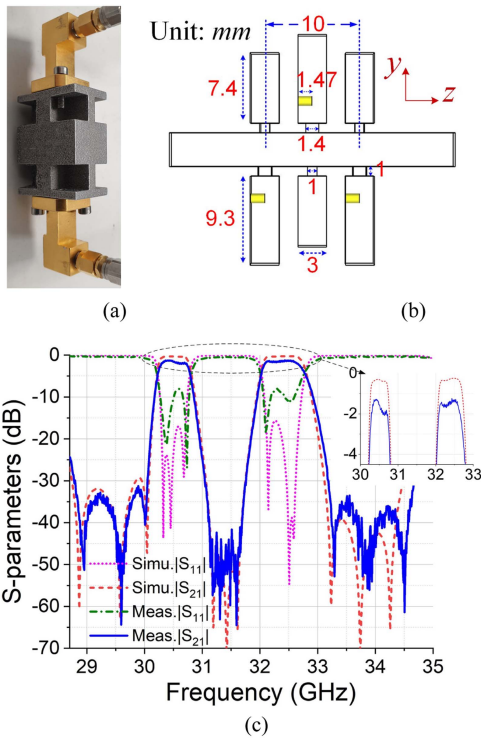 Unit: mm
10
7.4
1.47
y
z
1.4
1
1
9.3
3
(a)
(b)
0
-10
-20
-30
-40
-50
-60
-70
S-parameters (dB)
0
-2
-4
30 31 32 33
Simu.|S11|
Simu.|S21|
Meas.|S11|
Meas.|S21|
29 30 31 32 33 34 35
Frequency (GHz)
(c)